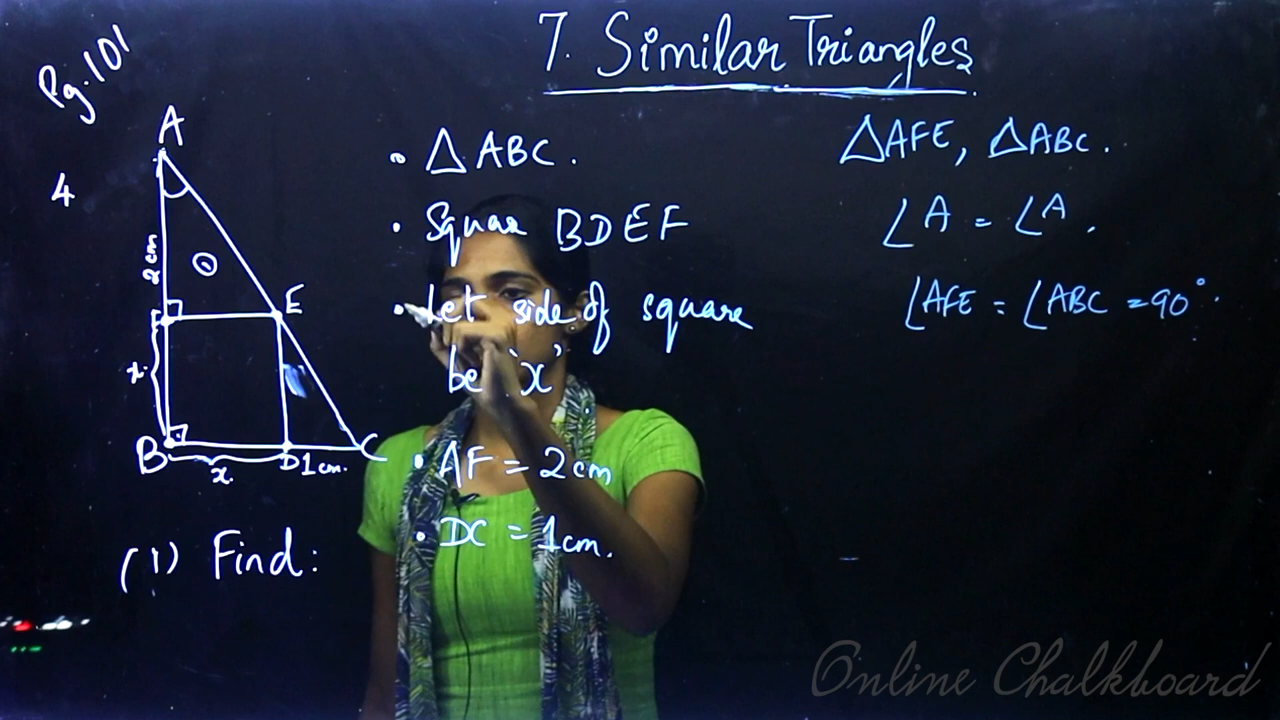 Pg.101
7. Similar Triangles
4
A
2cm
E
F
x
B
x
D
1cm.
C
(1) Find:
• △ ABC.
• Square BDEF
• Let side of square
be 'x'
• AF = 2cm
• DC = 1cm.
△AFE, △ABC.
∠A = ∠A.
∠AFE = ∠ABC = 90°.
Online Chalkboard